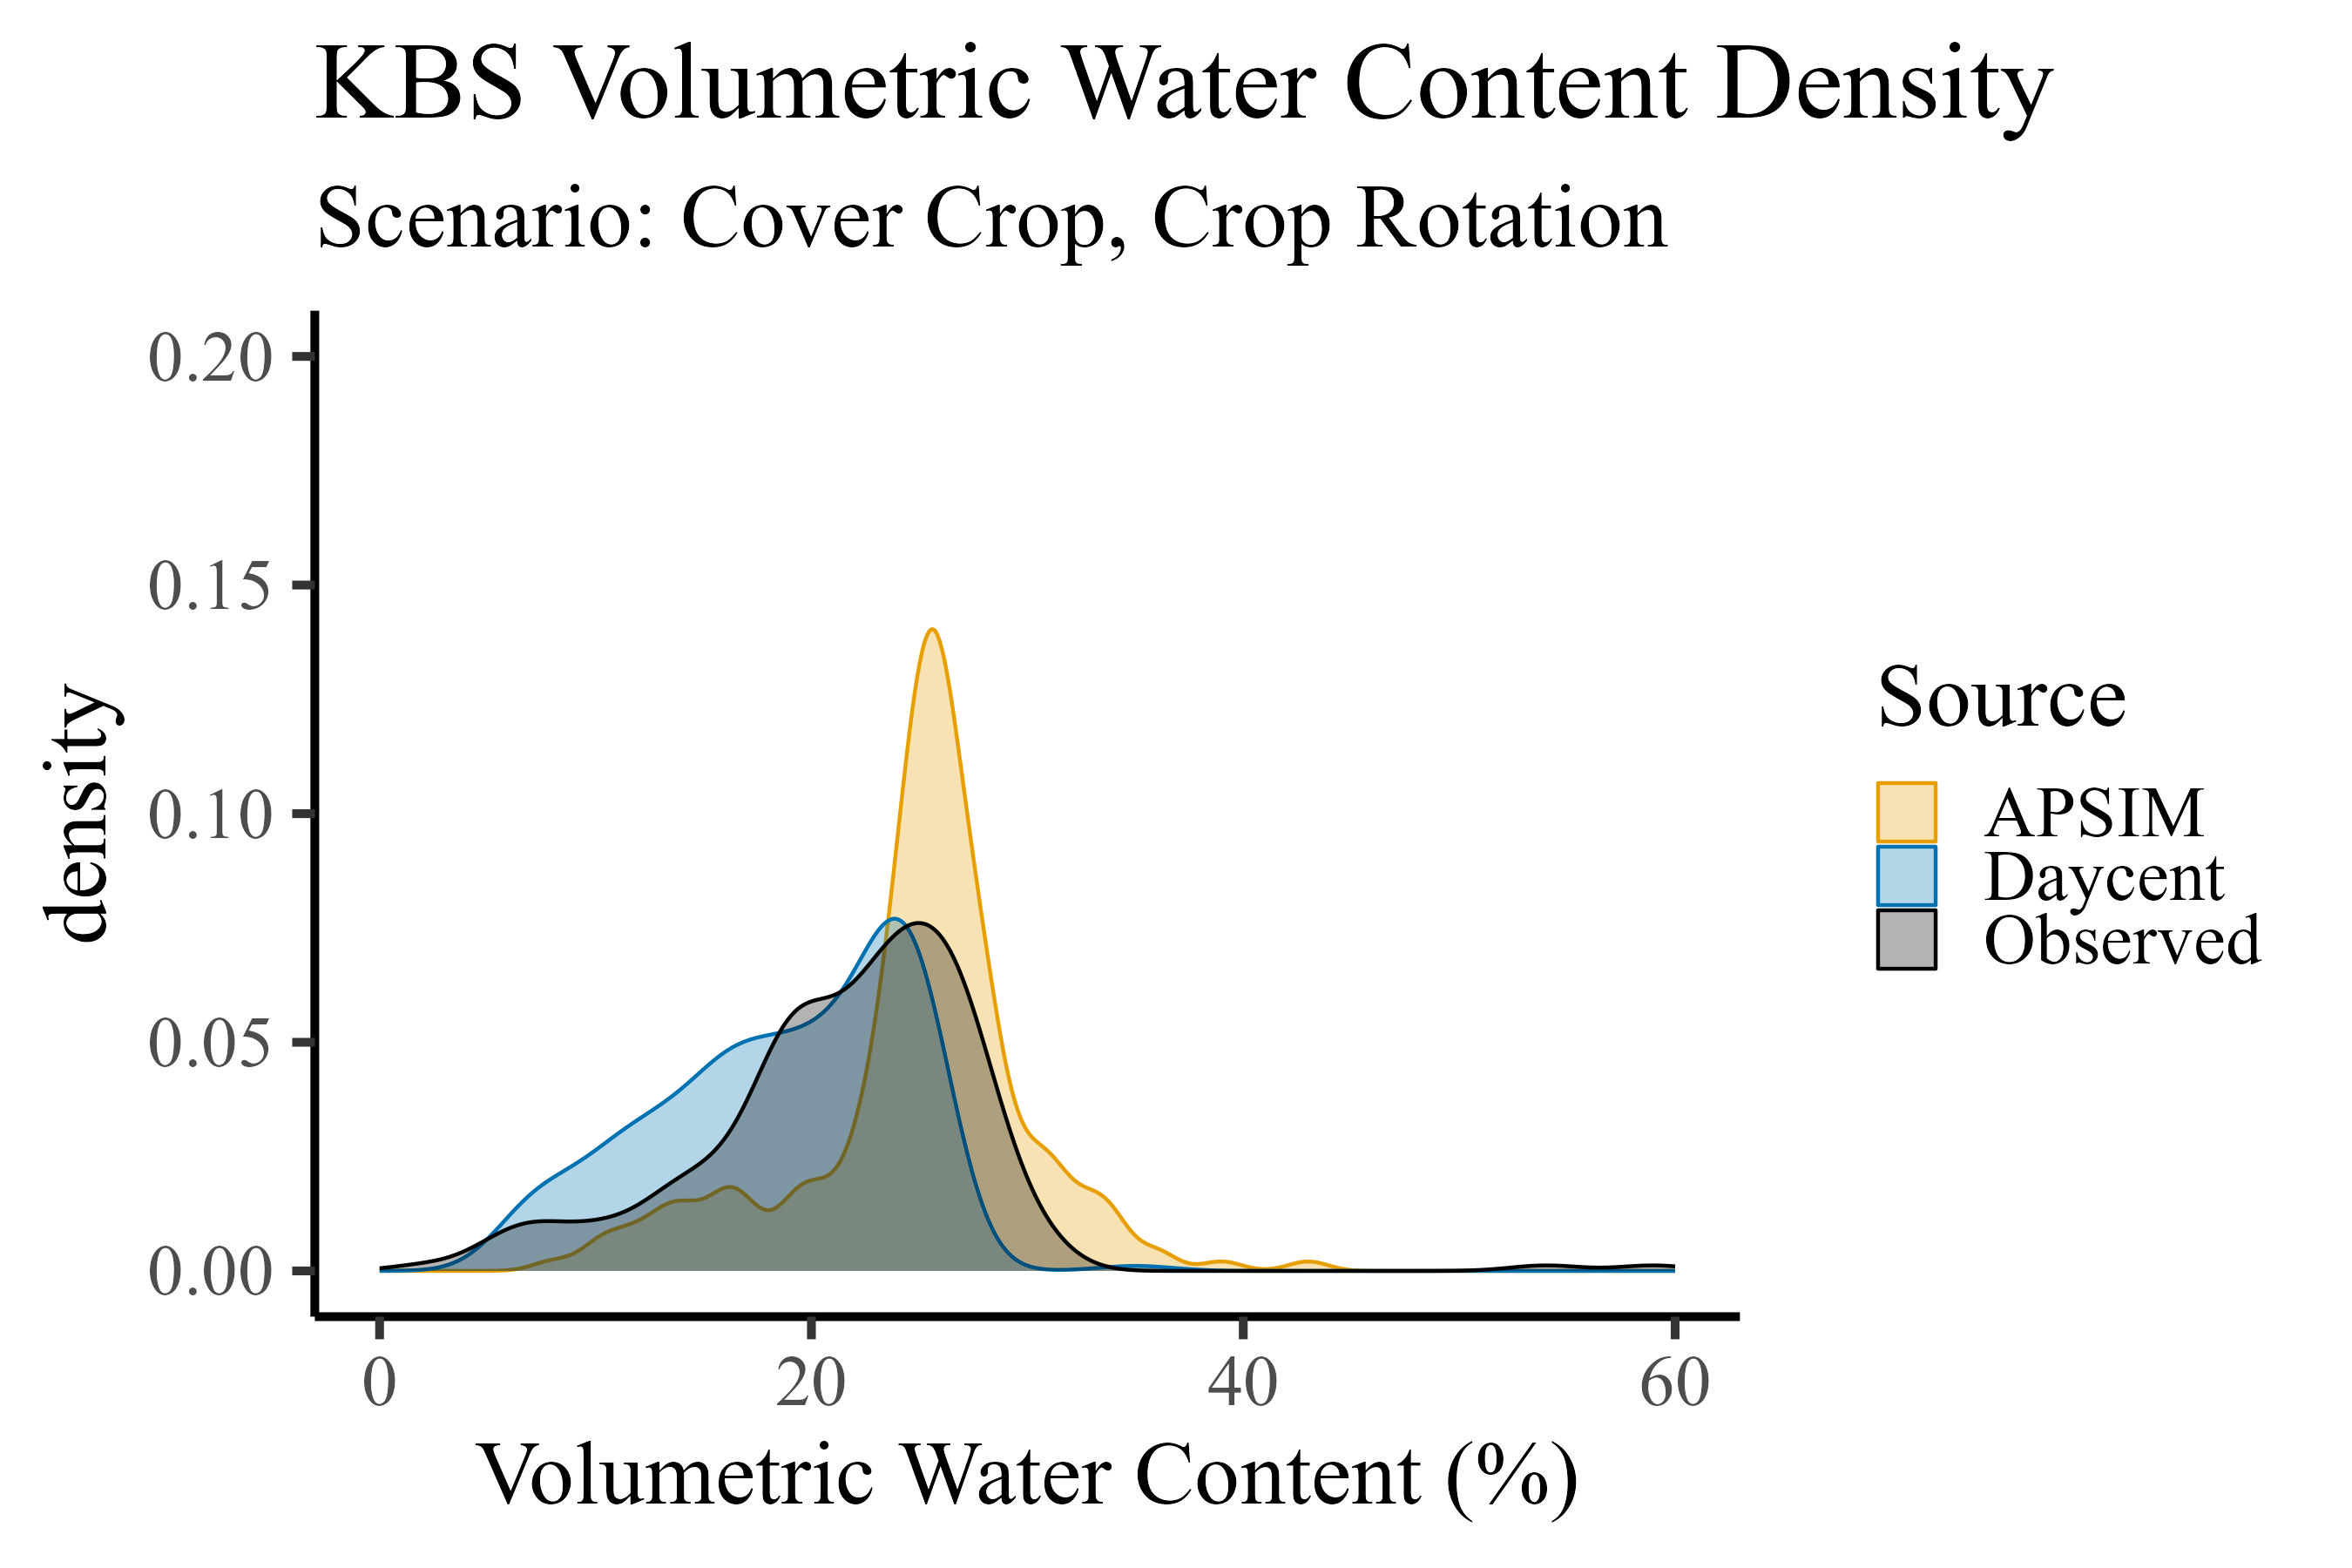 KBS Volumetric Water Content Density
Scenario: Cover Crop, Crop Rotation
0.20
0.15
0.10
0.05
0.00
density
0
20
40
60
Volumetric Water Content (%)
Source
APSIM
Daycent
Observed